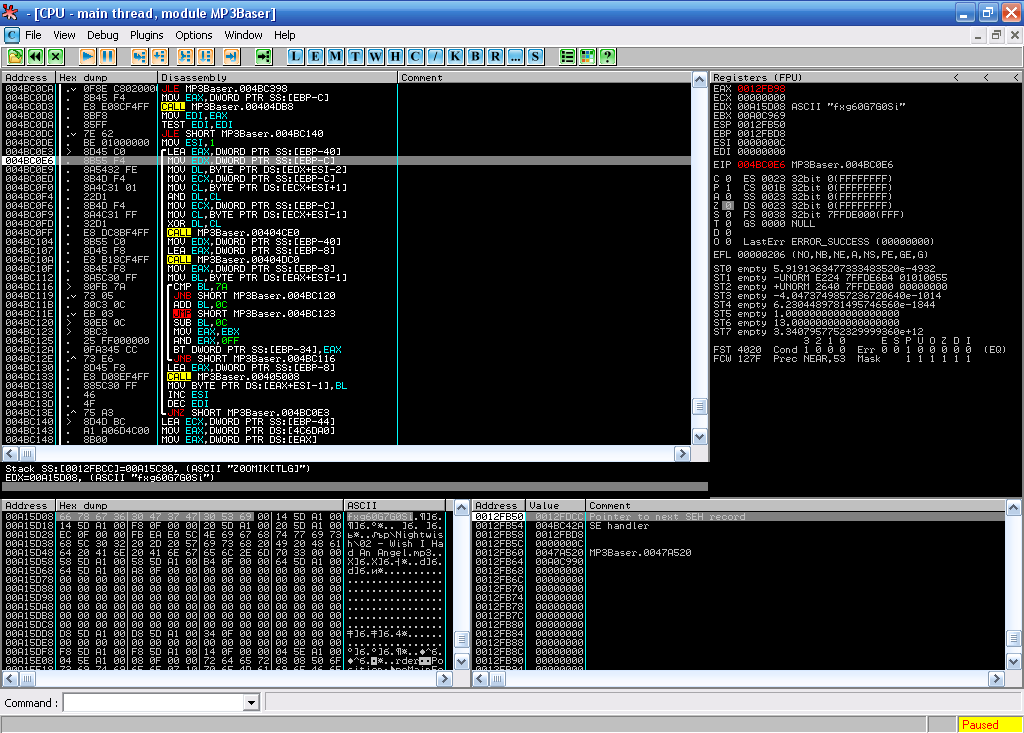 - [CPU - main thread, module MP3Baser]
C File View Debug Plugins Options Window Help
L E M T W H C / K B R ... S ?
Address Hex dump Disassembly Comment
004BC0CA 0F8E C8020000 JLE MP3Baser.004BC398
004BC0D0 8B45 F4 MOV EAX,DWORD PTR SS:[EBP-C]
004BC0D3 E8 E08CF4FF CALL MP3Baser.00404DB8
004BC0D8 8BF8 MOV EDI,EAX
004BC0DA 85FF TEST EDI,EDI
004BC0DC 7E 62 JLE SHORT MP3Baser.004BC140
004BC0DE BE 01000000 MOV ESI,1
004BC0E3 8D45 C0 LEA EAX,DWORD PTR SS:[EBP-40]
004BC0E6 8B55 F4 MOV EDX,DWORD PTR SS:[EBP-C]
004BC0E9 8A5432 FE MOV DL,BYTE PTR DS:[EDX+ESI-2]
004BC0ED 8B4D F4 MOV ECX,DWORD PTR SS:[EBP-C]
004BC0F0 8A4C31 01 MOV CL,BYTE PTR DS:[ECX+ESI+1]
004BC0F4 22D1 AND DL,CL
004BC0F6 8B4D F4 MOV ECX,DWORD PTR SS:[EBP-C]
004BC0F9 8A4C31 FF MOV CL,BYTE PTR DS:[ECX+ESI-1]
004BC0FD 32D1 XOR DL,CL
004BC0FF E8 DC8BF4FF CALL MP3Baser.00404CE0
004BC104 8B55 C0 MOV EDX,DWORD PTR SS:[EBP-40]
004BC107 8D45 F8 LEA EAX,DWORD PTR SS:[EBP-8]
004BC10A E8 B18CF4FF CALL MP3Baser.00404DC0
004BC10F 8B45 F8 MOV EAX,DWORD PTR SS:[EBP-8]
004BC112 8A5C30 FF MOV BL,BYTE PTR DS:[EAX+ESI-1]
004BC116 80FB 7A CMP BL,7A
004BC119 73 05 JNB SHORT MP3Baser.004BC120
004BC11B 80C3 0C ADD BL,0C
004BC11E EB 03 JMP SHORT MP3Baser.004BC123
004BC120 80EB 0C SUB BL,0C
004BC123 8BC3 MOV EAX,EBX
004BC125 25 FF000000 AND EAX,0FF
004BC12A 0FA345 CC BT DWORD PTR SS:[EBP-34],EAX
004BC12E 73 E6 JNB SHORT MP3Baser.004BC116
004BC130 8D45 F8 LEA EAX,DWORD PTR SS:[EBP-8]
004BC133 E8 D08EF4FF CALL MP3Baser.00405008
004BC138 885C30 FF MOV BYTE PTR DS:[EAX+ESI-1],BL
004BC13C 46 INC ESI
004BC13D 4F DEC EDI
004BC13E 75 A3 JNZ SHORT MP3Baser.004BC0E3
004BC140 8D4D BC LEA ECX,DWORD PTR SS:[EBP-44]
004BC143 A1 A06D4C00 MOV EAX,DWORD PTR DS:[4C6DA0]
004BC148 8B00 MOV EAX,DWORD PTR DS:[EAX]
Registers (FPU) < < <
EAX 0012FB98
ECX 00000000
EDX 00A15D08 ASCII "fxg60G7G0Si"
EBX 00A0C969
ESP 0012FB50
EBP 0012FBD8
ESI 0000000C
EDI 00000000
EIP 004BC0E6 MP3Baser.004BC0E6
C 0 ES 0023 32bit 0(FFFFFFFF)
P 1 CS 001B 32bit 0(FFFFFFFF)
A 0 SS 0023 32bit 0(FFFFFFFF)
Z 0 DS 0023 32bit 0(FFFFFFFF)
S 0 FS 0038 32bit 7FFDE000(FFF)
T 0 GS 0000 NULL
D 0
O 0 LastErr ERROR_SUCCESS (00000000)
EFL 00000206 (NO,NB,NE,A,NS,PE,GE,G)
ST0 empty 5.9191363477333483520e-4932
ST1 empty -UNORM E224 7FFDE6B4 01010055
ST2 empty +UNORM 2640 7FFDE000 00000000
ST3 empty -4.0473749857236720640e-1014
ST4 empty 6.2304489781495746560e-1844
ST5 empty 1.0000000000000000000
ST6 empty 13.000000000000000000
ST7 empty 3.3407957752329999360e+12
3 2 1 0 E S P U O Z D I
FST 4020 Cond 1 0 0 0 Err 0 0 1 0 0 0 0 0 (EQ)
FCW 127F Prec NEAR,53 Mask 1 1 1 1 1 1
Stack SS:[0012FBCC]=00A15C80, (ASCII "ZOOMIK[TLG]")
EDX=00A15D08, (ASCII "fxg60G7G0Si")
Address Hex dump ASCII
00A15D08 66 78 67 36 30 47 37 47 30 53 69 00 14 5D A1 00 fxg60G7G0Si
00A15D18 14 5D A1 00 F8 0F 00 00 20 5D A1 00 20 5D A1 00
00A15D28 EC 0F 00 00 FB EA E0 5C 4E 69 67 68 74 77 69 73 \Nightwis
00A15D38 68 5C 30 32 20 2D 20 57 69 73 68 20 49 20 48 61 h\02 - Wish I Ha
00A15D48 64 20 41 6E 20 41 6E 67 65 6C 2E 6D 70 33 00 00 d An Angel.mp3..
00A15D58 58 5D A1 00 58 5D A1 00 B4 0F 00 00 64 5D A1 00
00A15D68 64 5D A1 00 A8 0F 00 00 00 00 00 00 00 00 00 00
00A15D78 00 00 00 00 00 00 00 00 00 00 00 00 00 00 00 00 ................
00A15D88 00 00 00 00 00 00 00 00 00 00 00 00 00 00 00 00 ................
00A15D98 00 00 00 00 00 00 00 00 00 00 00 00 00 00 00 00 ................
00A15DA8 00 00 00 00 00 00 00 00 00 00 00 00 00 00 00 00 ................
00A15DB8 00 00 00 00 00 00 00 00 00 00 00 00 00 00 00 00 ................
00A15DC8 00 00 00 00 00 00 00 00 00 00 00 00 00 00 00 00 ................
00A15DD8 D8 5D A1 00 D8 5D A1 00 34 0F 00 00 00 00 00 00
00A15DE8 00 00 00 00 00 00 00 00 00 00 00 00 00 00 00 00 ................
00A15DF8 F8 5D A1 00 F8 5D A1 00 14 0F 00 00 04 5E A1 00
00A15E08 04 5E A1 00 08 0F 00 00 72 64 65 72 08 08 50 6F
Address Value Comment
0012FB50 0012FDCC Pointer to next SEH record
0012FB54 004BC42A SE handler
0012FB58 0012FBD8
0012FB5C 0000000C
0012FB60 0047A520 MP3Baser.0047A520
0012FB64 00A0C990
0012FB68 00000000
0012FB6C 00000000
0012FB70 00000000
0012FB74 00000000
0012FB78 00000000
0012FB7C 00000000
0012FB80 00000000
0012FB84 00000000
0012FB88 00000000
0012FB8C 00000000
0012FB90 00000000
Command :
Paused